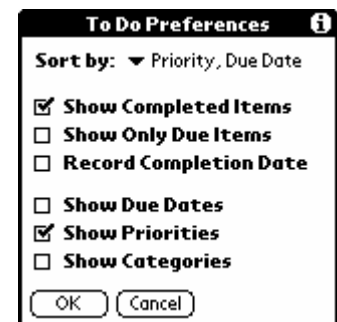 To Do Preferences
Sort by: Priority, Due Date
Show Completed Items
Show Only Due Items
Record Completion Date
Show Due Dates
Show Priorities
Show Categories
OK Cancel